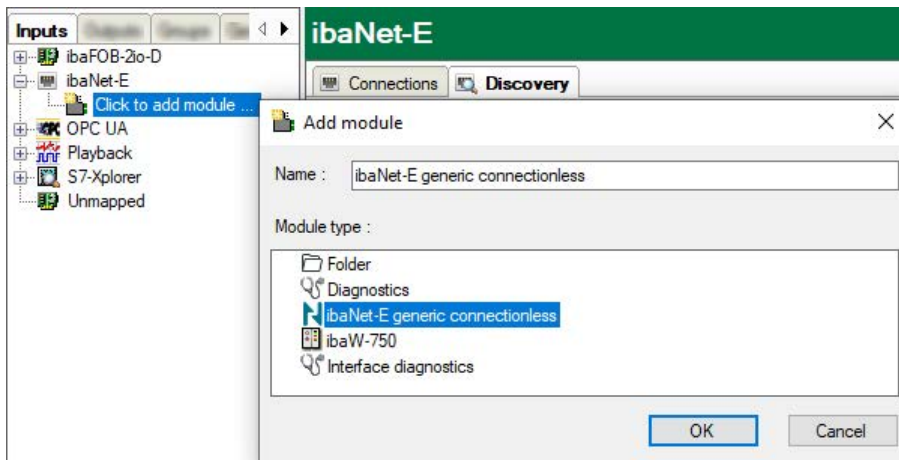 Inputs
ibaFOB-2io-D
ibaNet-E
Click to add module ...
OPC UA
Playback
S7-Xplorer
Unmapped
ibaNet-E
Connections
Discovery
Add module
Name :
ibaNet-E generic connectionless
Module type :
Folder
Diagnostics
ibaNet-E generic connectionless
ibaW-750
Interface diagnostics
OK
Cancel